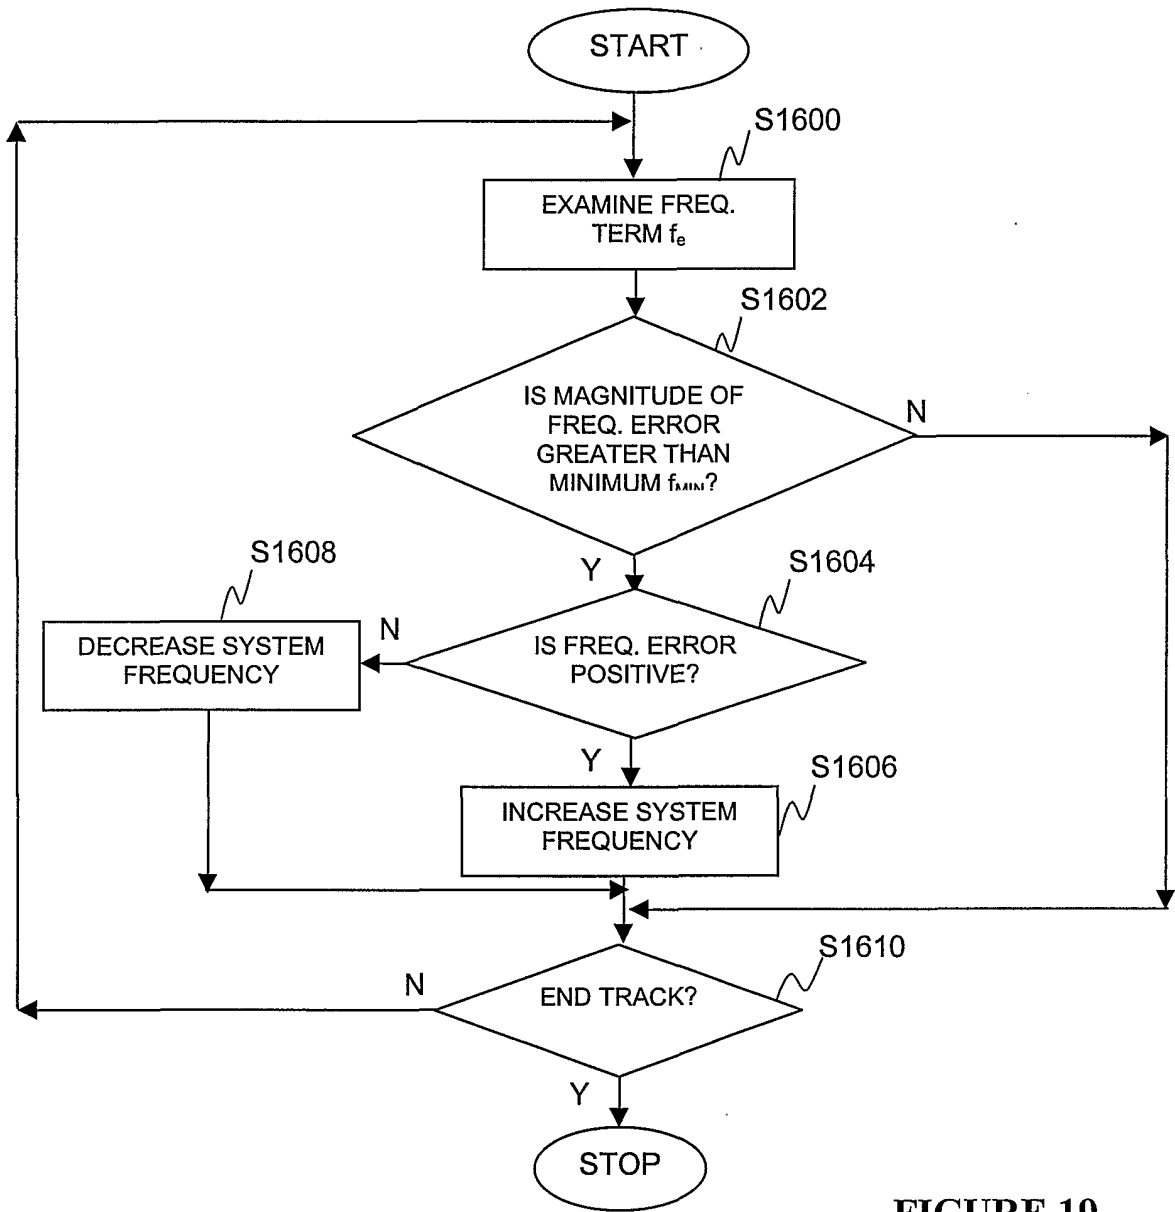 START
S1600
EXAMINE FREQ.
TERM fe
S1602
IS MAGNITUDE OF
FREQ. ERROR
GREATER THAN
MINIMUM fMIN?
N
Y
S1604
S1608
IS FREQ. ERROR
POSITIVE?
N
DECREASE SYSTEM
FREQUENCY
Y
S1606
INCREASE SYSTEM
FREQUENCY
S1610
END TRACK?
N
Y
STOP
FIGURE 19